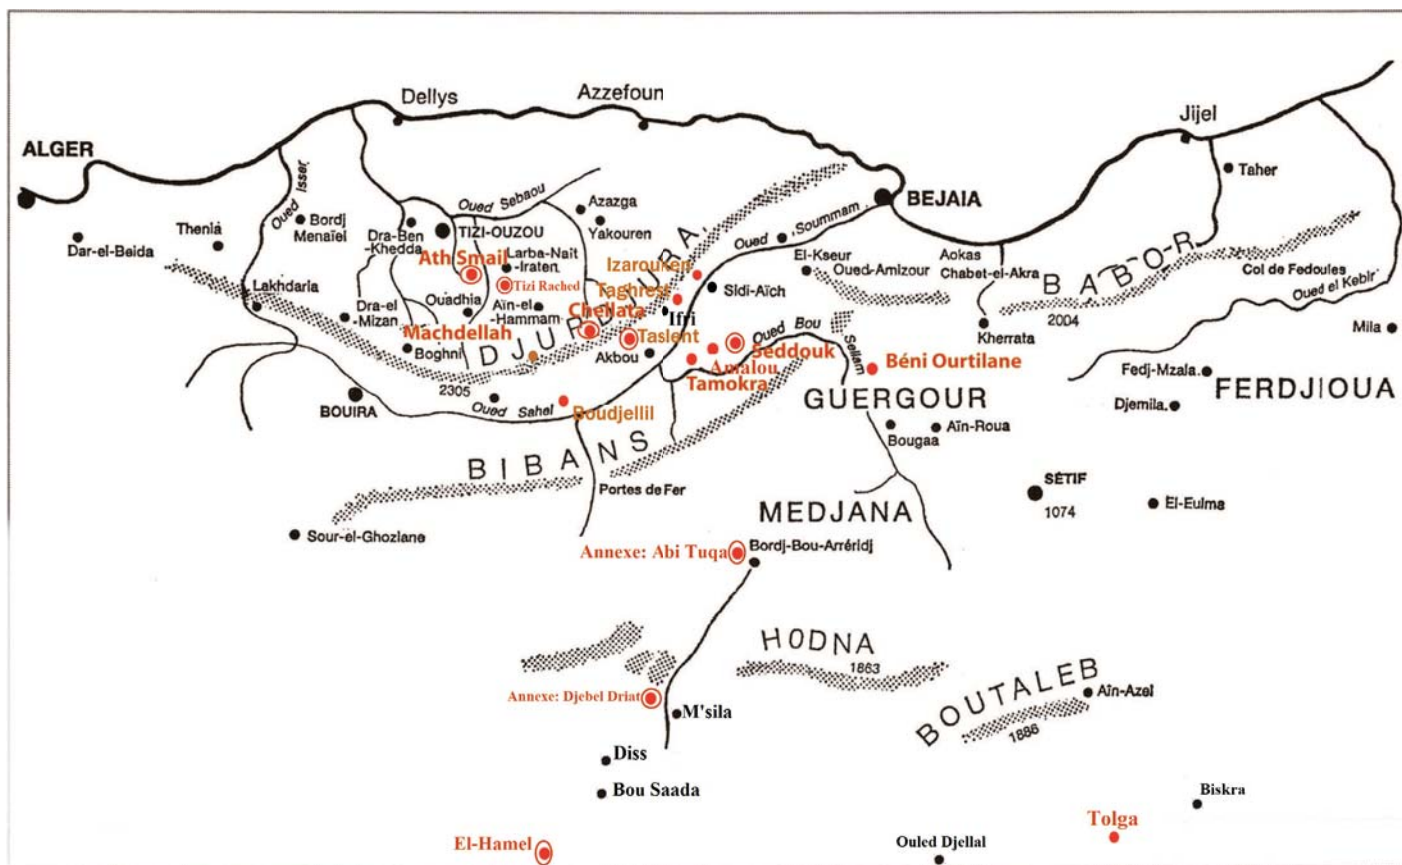 Dellys
Azzefoun
Jijel
ALGER
Oued Isser
Taher
Oued Sebaou
Azazga
BEJAIA
Bordj
Menaïel
Dra-Ben
-Khedda
TIZI-OUZOU
Yakouren
Oued Soummam
Theniá
Dar-el-Beida
Larba-Nait
-Iraten
Ath Smail
Izarouken
El-Kseur
Aokas
Oued-Amizour
Chabet-el-Akra
BABOR
Col de Fedoules
Oued el Kebir
Tizi Rached
Taghrest
Sidi-Aïch
Lakhdaria
Ouadhia
Aïn-el
-Hammam
Chellata
Ifri
Dra-el
-Mizan
2004
Machdellah
DJURDJURA
Taslent
Oued Bou
Sellam
Kherrata
Mila
Boghni
Akbou
Seddouk
Amalou
Tamokra
Béni Ourtilane
Fedj-Mzala
FERDJIOUA
2305
BOUIRA
Oued Sahel
Boudjellil
GUERGOUR
Djemila
Bougaa
Aïn-Roua
BIBANS
Portes de Fer
SÉTIF
1074
El-Eulma
MEDJANA
Sour-el-Ghozlane
Annexe: Abi Tuqa
Bordj-Bou-Arréridj
H0DNA
1863
Annexe: Djebel Driat
M'sila
BOUTALEB
Aïn-Azel
1886
Diss
Bou Saada
Biskra
Tolga
El-Hamel
Ouled Djellal